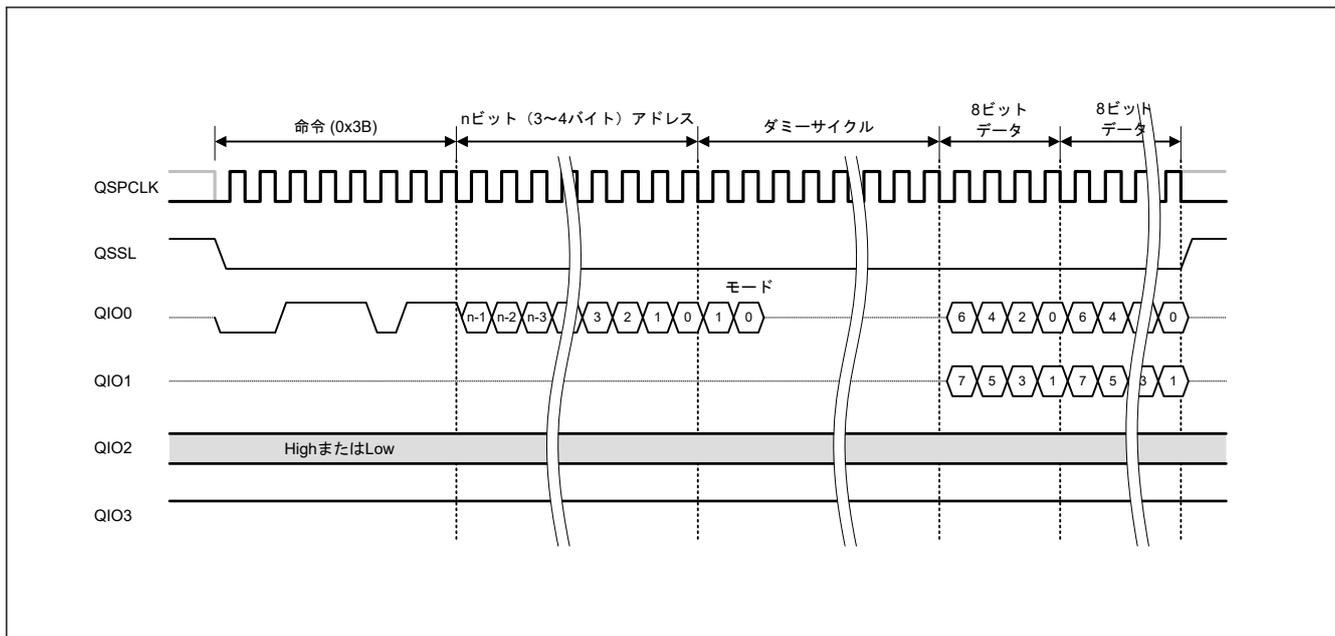 命令 (0x3B)
nビット（3～4バイト）アドレス
ダミーサイクル
8ビット
データ
8ビット
データ
QSPCLK
QSSL
モード
QIO0
n-1 n-2 n-3 3 2 1 0 1 0 6 4 2 0 6 4 0
QIO1
7 5 3 1 7 5 3 1
QIO2
HighまたはLow
QIO3